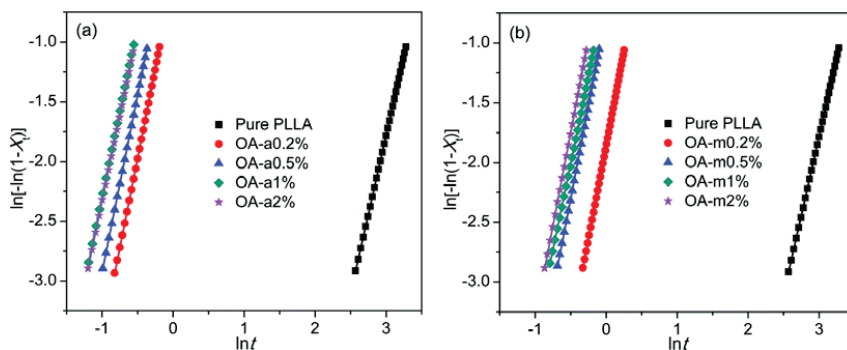 (a)
ln[-ln(1-Xt)]
-1.0
-1.5
-2.0
-2.5
-3.0
Pure PLLA
OA-a0.2%
OA-a0.5%
OA-a1%
OA-a2%
-1 0 1 2 3
lnt
(b)
ln[-ln(1-Xt)]
-1.0
-1.5
-2.0
-2.5
-3.0
Pure PLLA
OA-m0.2%
OA-m0.5%
OA-m1%
OA-m2%
-1 0 1 2 3
lnt